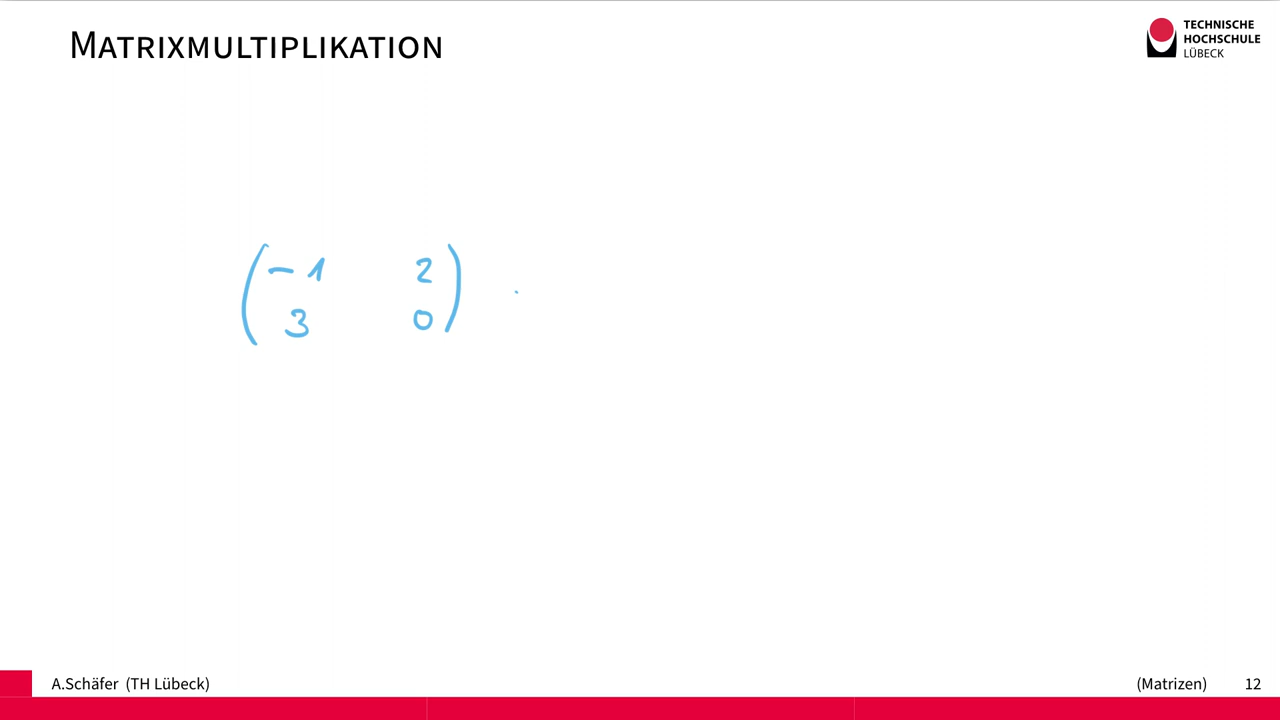 MATRIXMULTIPLIKATION
TECHNISCHE
HOCHSCHULE
LÜBECK
-1 2
3 0
·
A.Schäfer (TH Lübeck) (Matrizen) 12